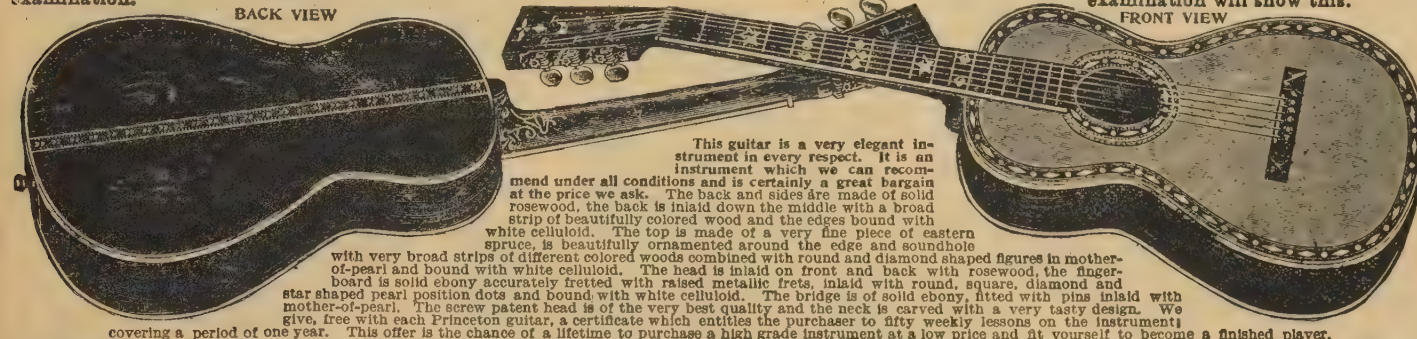 examination.
examination will show this.
BACK VIEW
FRONT VIEW
This guitar is a very elegant in-
strument in every respect. It is an
instrument which we can recom-
mend under all conditions and is certainly a great bargain
at the price we ask. The back and sides are made of solid
rosewood, the back is inlaid down the middle with a broad
strip of beautifully colored wood and the edges bound with
white celluloid. The top is made of a very fine piece of eastern
spruce, is beautifully ornamented around the edge and soundhole
with very broad strips of different colored woods combined with round and diamond shaped figures in mother-
of-pearl and bound with white celluloid. The head is inlaid on front and back with rosewood, the finger-
board is solid ebony accurately fretted with raised metallic frets, inlaid with round, square, diamond and
star shaped pearl position dots and bound with white celluloid. The bridge is of solid ebony, fitted with pins inlaid with
mother-of-pearl. The screw patent head is of the very best quality and the neck is carved with a very tasty design. We
give, free with each Princeton guitar, a certificate which entitles the purchaser to fifty weekly lessons on the instrument;
covering a period of one year. This offer is the chance of a lifetime to purchase a high grade instrument at a low price and fit yourself to become a finished player.